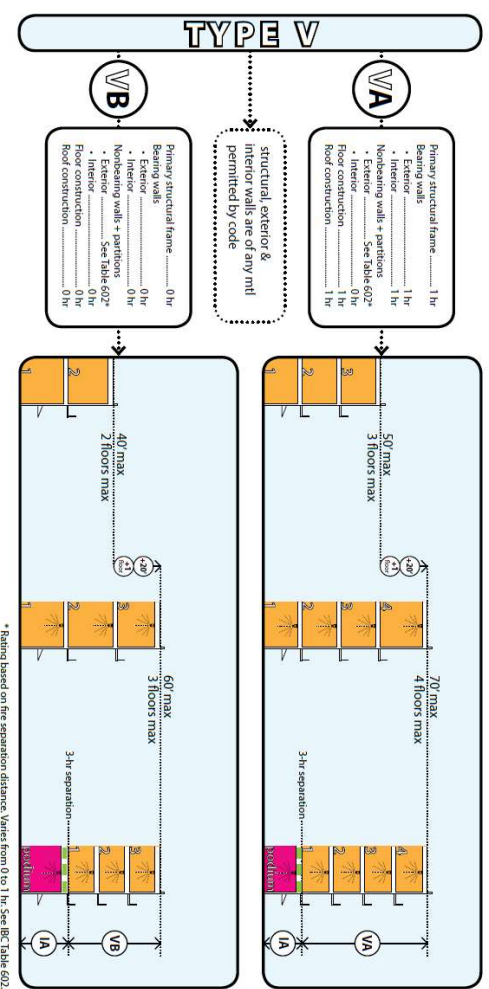 TYPE V
VA
Primary structural frame .......... 1 hr
Bearing walls
• Exterior .......... 1 hr
• Interior .......... 1 hr
Nonbearing walls + partitions
• Exterior .......... See Table 602*
• Interior .......... 0 hr
Floor construction .......... 1 hr
Roof construction .......... 1 hr
structural, exterior &
interior walls are of any mtl
permitted by code
VB
Primary structural frame .......... 0 hr
Bearing walls
• Exterior .......... 0 hr
• Interior .......... 0 hr
Nonbearing walls + partitions
• Exterior .......... See Table 602*
• Interior .......... 0 hr
Floor construction .......... 0 hr
Roof construction .......... 0 hr
3
2
1
50' max
3 floors max
+20'
+1
floor
4
3
2
1
70' max
4 floors max
3-hr separation
4
3
2
1
podium
VA
IA
2
1
40' max
2 floors max
+20'
+1
floor
3
2
1
60' max
3 floors max
3-hr separation
3
2
1
podium
VB
IA
* Rating based on fire separation distance. Varies from 0 to 1 hr. See IBC Table 602.